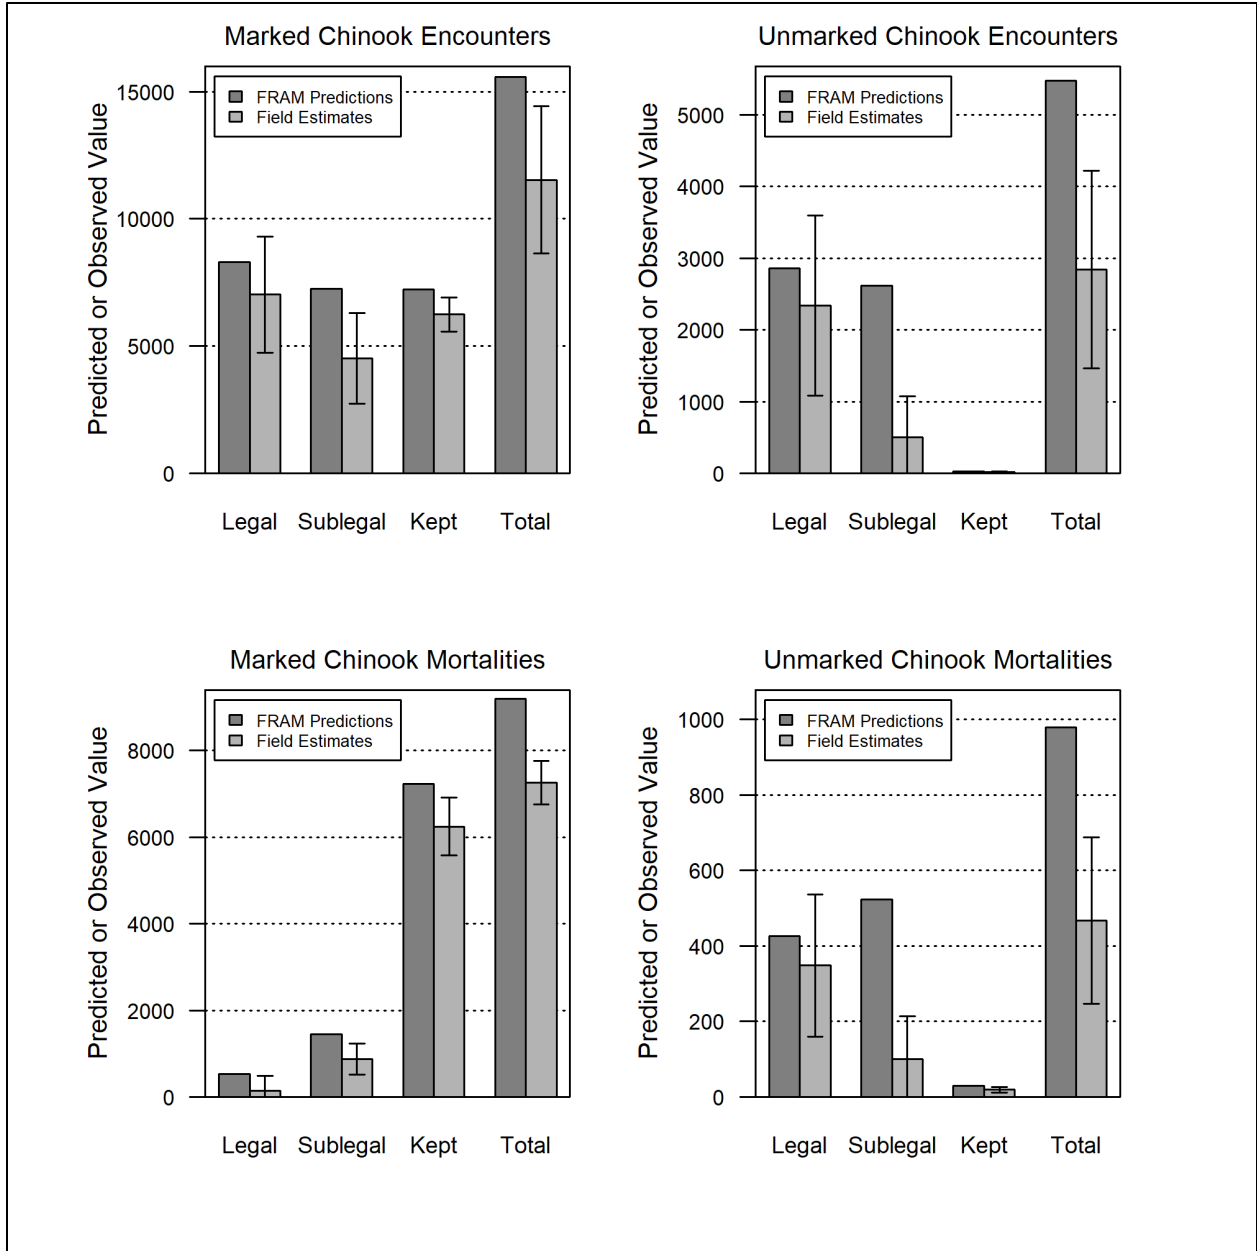 Marked Chinook Encounters
Predicted or Observed Value
15000
10000
5000
0
FRAM Predictions
Field Estimates
Legal Sublegal Kept Total
Unmarked Chinook Encounters
Predicted or Observed Value
5000
4000
3000
2000
1000
0
FRAM Predictions
Field Estimates
Legal Sublegal Kept Total
Marked Chinook Mortalities
Predicted or Observed Value
8000
6000
4000
2000
0
FRAM Predictions
Field Estimates
Legal Sublegal Kept Total
Unmarked Chinook Mortalities
Predicted or Observed Value
1000
800
600
400
200
0
FRAM Predictions
Field Estimates
Legal Sublegal Kept Total